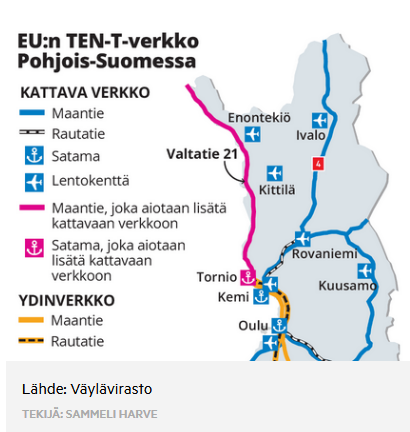 EU:n TEN-T-verkko
Pohjois-Suomessa
KATTAVA VERKKO
Maantie
Rautatie
Satama
Lentokenttä
Maantie, joka aiotaan lisätä
kattavaan verkkoon
Satama, joka aiotaan
lisätä kattavaan
verkkoon
YDINVERKKO
Maantie
Rautatie
Enontekiö
Ivalo
Valtatie 21
4
Kittilä
Rovaniemi
Tornio
Kemi
Kuusamo
Oulu
Lähde: Väylävirasto
TEKIJÄ: SAMMELI HARVE